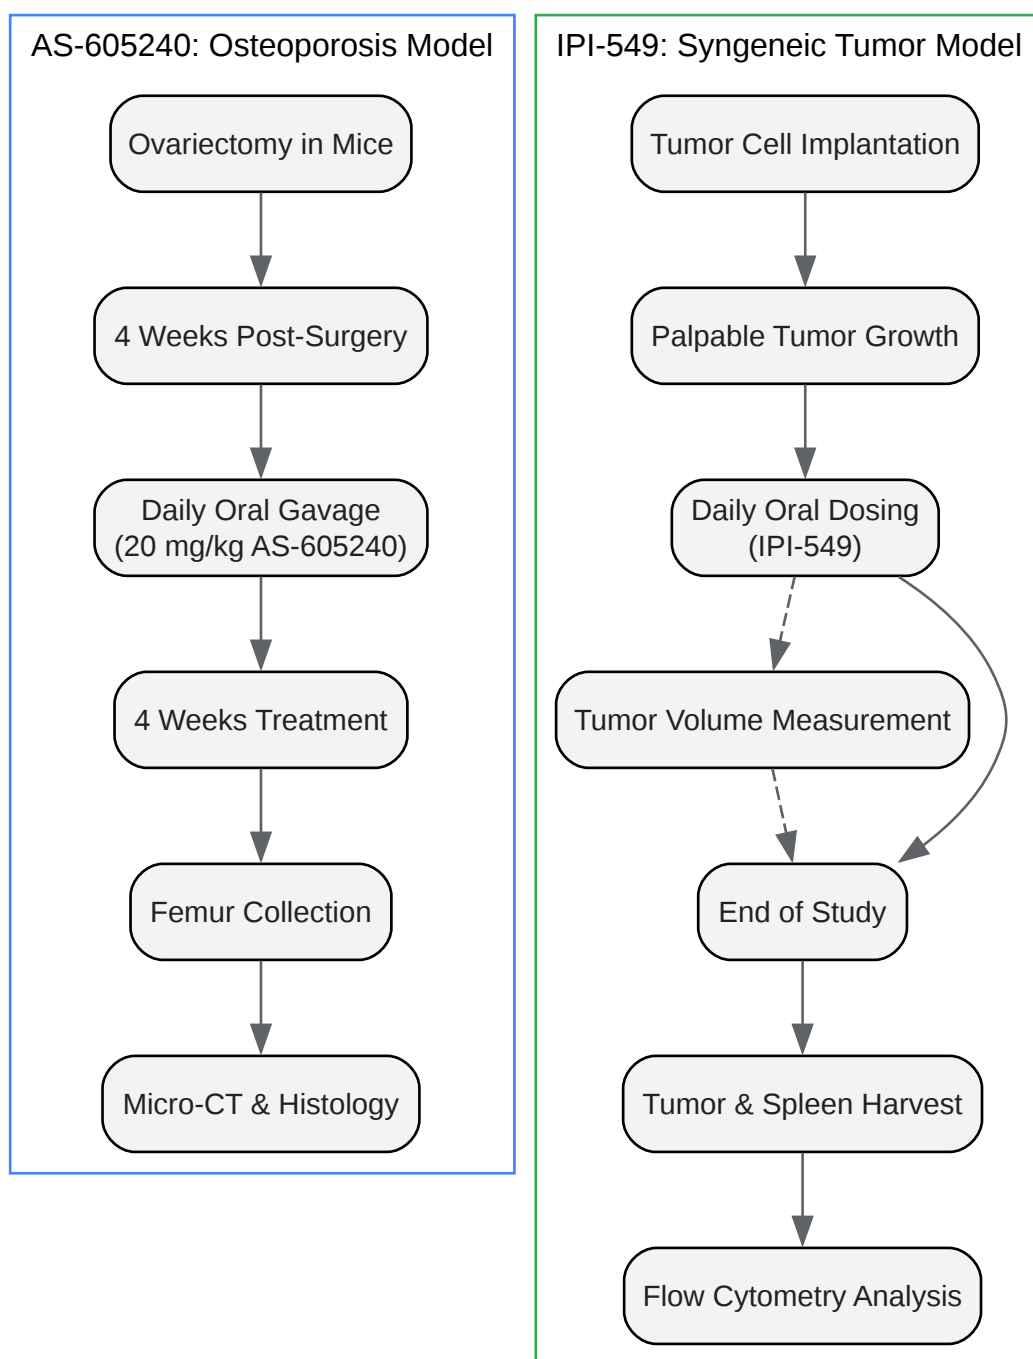 AS-605240: Osteoporosis Model
Ovariectomy in Mice
4 Weeks Post-Surgery
Daily Oral Gavage
(20 mg/kg AS-605240)
4 Weeks Treatment
Femur Collection
Micro-CT & Histology
IPI-549: Syngeneic Tumor Model
Tumor Cell Implantation
Palpable Tumor Growth
Daily Oral Dosing
(IPI-549)
Tumor Volume Measurement
End of Study
Tumor & Spleen Harvest
Flow Cytometry Analysis